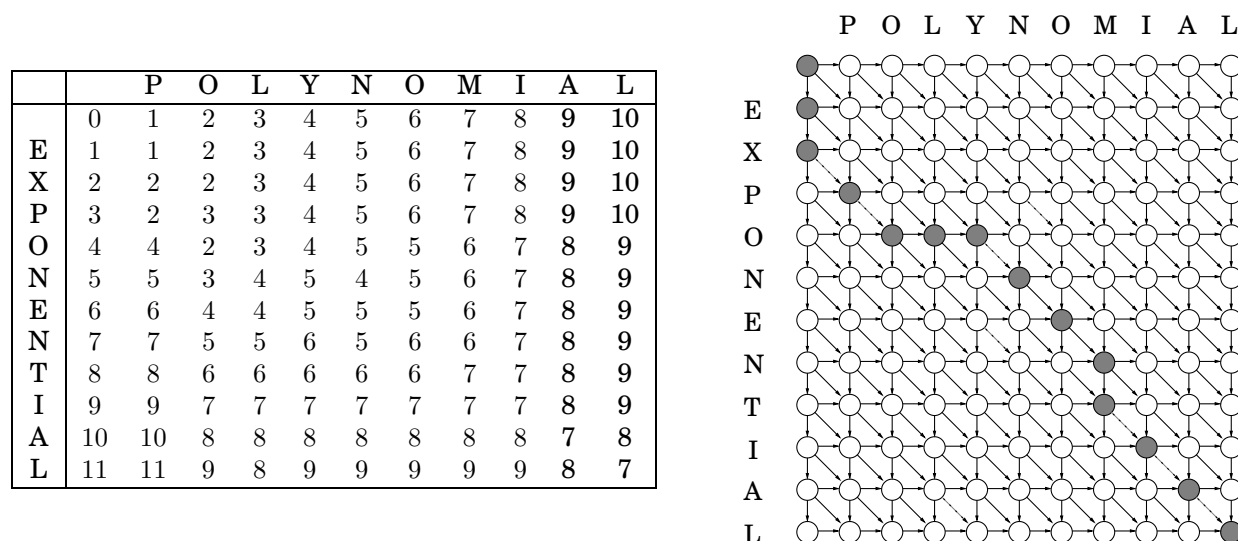 P O L Y N O M I A L
0 1 2 3 4 5 6 7 8 9 10
E 1 1 2 3 4 5 6 7 8 9 10
X 2 2 2 3 4 5 6 7 8 9 10
P 3 2 3 3 4 5 6 7 8 9 10
O 4 4 2 3 4 5 5 6 7 8 9
N 5 5 3 4 5 4 5 6 7 8 9
E 6 6 4 4 5 5 5 6 7 8 9
N 7 7 5 5 6 5 6 6 7 8 9
T 8 8 6 6 6 6 6 7 7 8 9
I 9 9 7 7 7 7 7 7 7 8 9
A 10 10 8 8 8 8 8 8 8 7 8
L 11 11 9 8 9 9 9 9 9 8 7
P O L Y N O M I A L
E
X
P
O
N
E
N
T
I
A
L